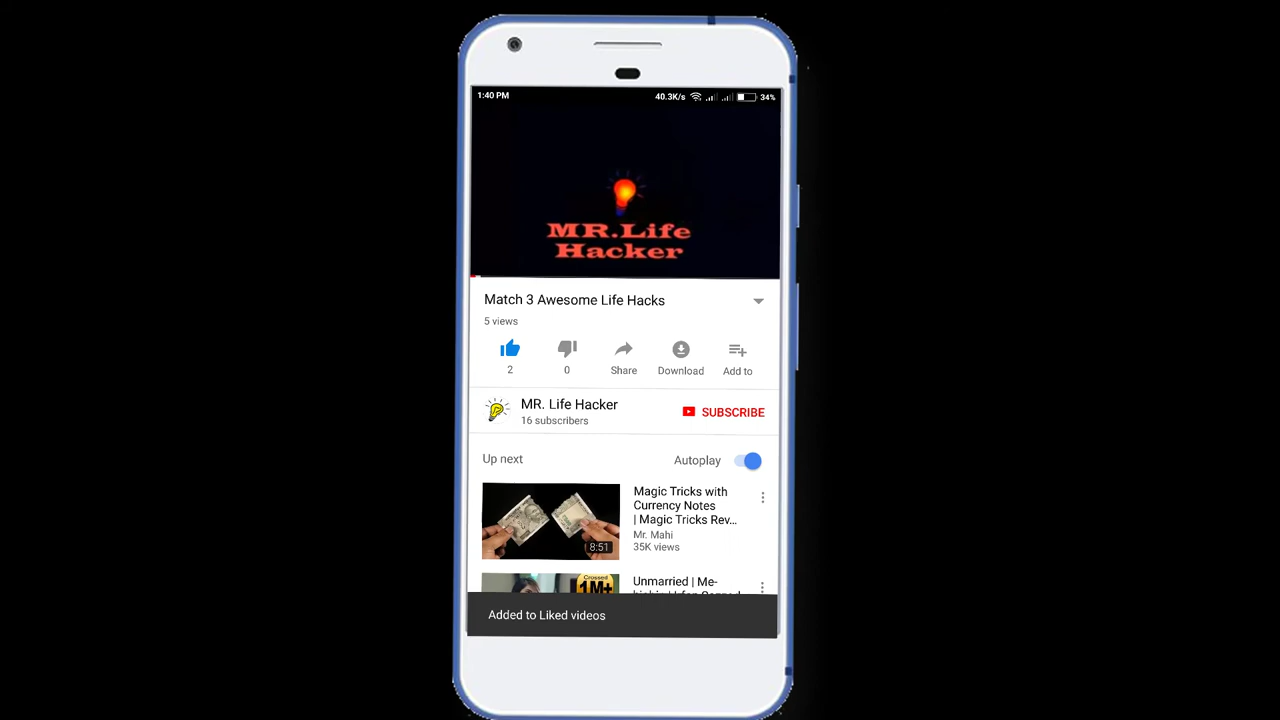 1:40 PM 40.3K/s 34%
MR.Life
Hacker
Match 3 Awesome Life Hacks
5 views
2 0 Share Download Add to
MR. Life Hacker
16 subscribers
SUBSCRIBE
Up next Autoplay
Magic Tricks with
Currency Notes
| Magic Tricks Rev...
Mr. Mahi
35K views
8:51
Unmarried | Me-
Crossed
1M+
Added to Liked videos